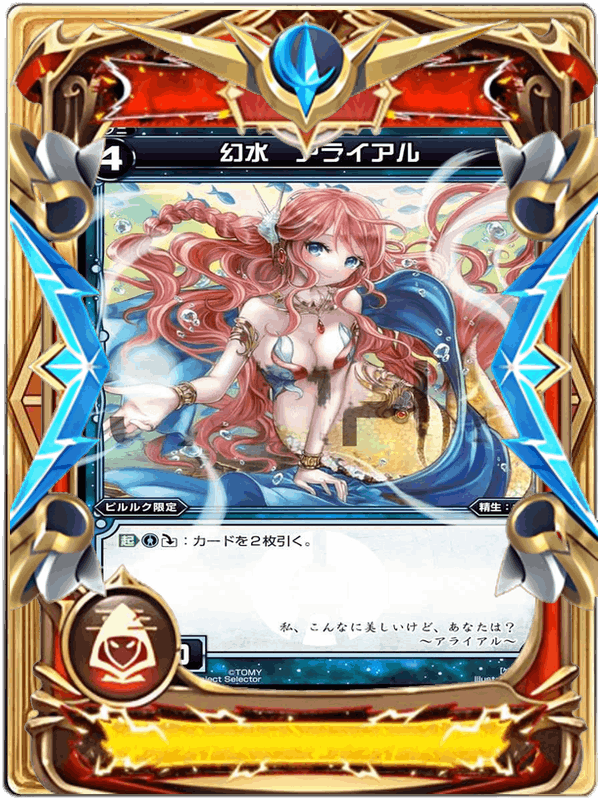 4
幻水 アライアル
ピルルク限定
精生：
起：カードを２枚引く。
私、こんなに美しいけど、あなたは？
～アライアル～
©TOMY
Selector